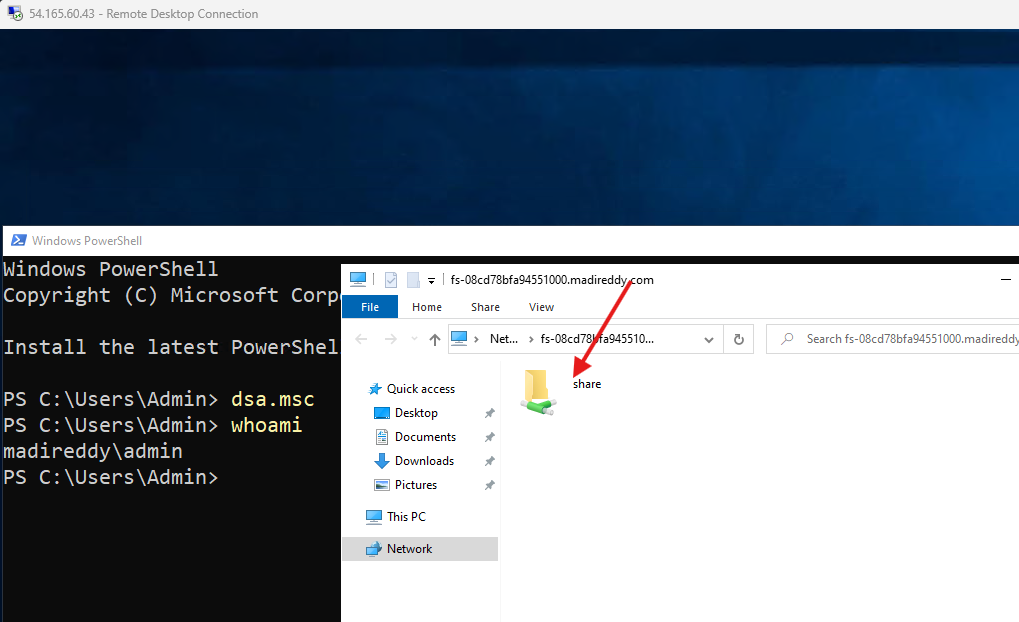 54.165.60.43 - Remote Desktop Connection
Windows PowerShell
Windows PowerShell
Copyright (C) Microsoft Corp
Install the latest PowerShel
PS C:\Users\Admin> dsa.msc
PS C:\Users\Admin> whoami
madireddy\admin
PS C:\Users\Admin>
fs-08cd78bfa94551000.madireddy.com
File Home Share View
Net... fs-08cd78bfa945510... Search fs-08cd78bfa94551000.madireddy
Quick access
Desktop
Documents
Downloads
Pictures
This PC
Network
share